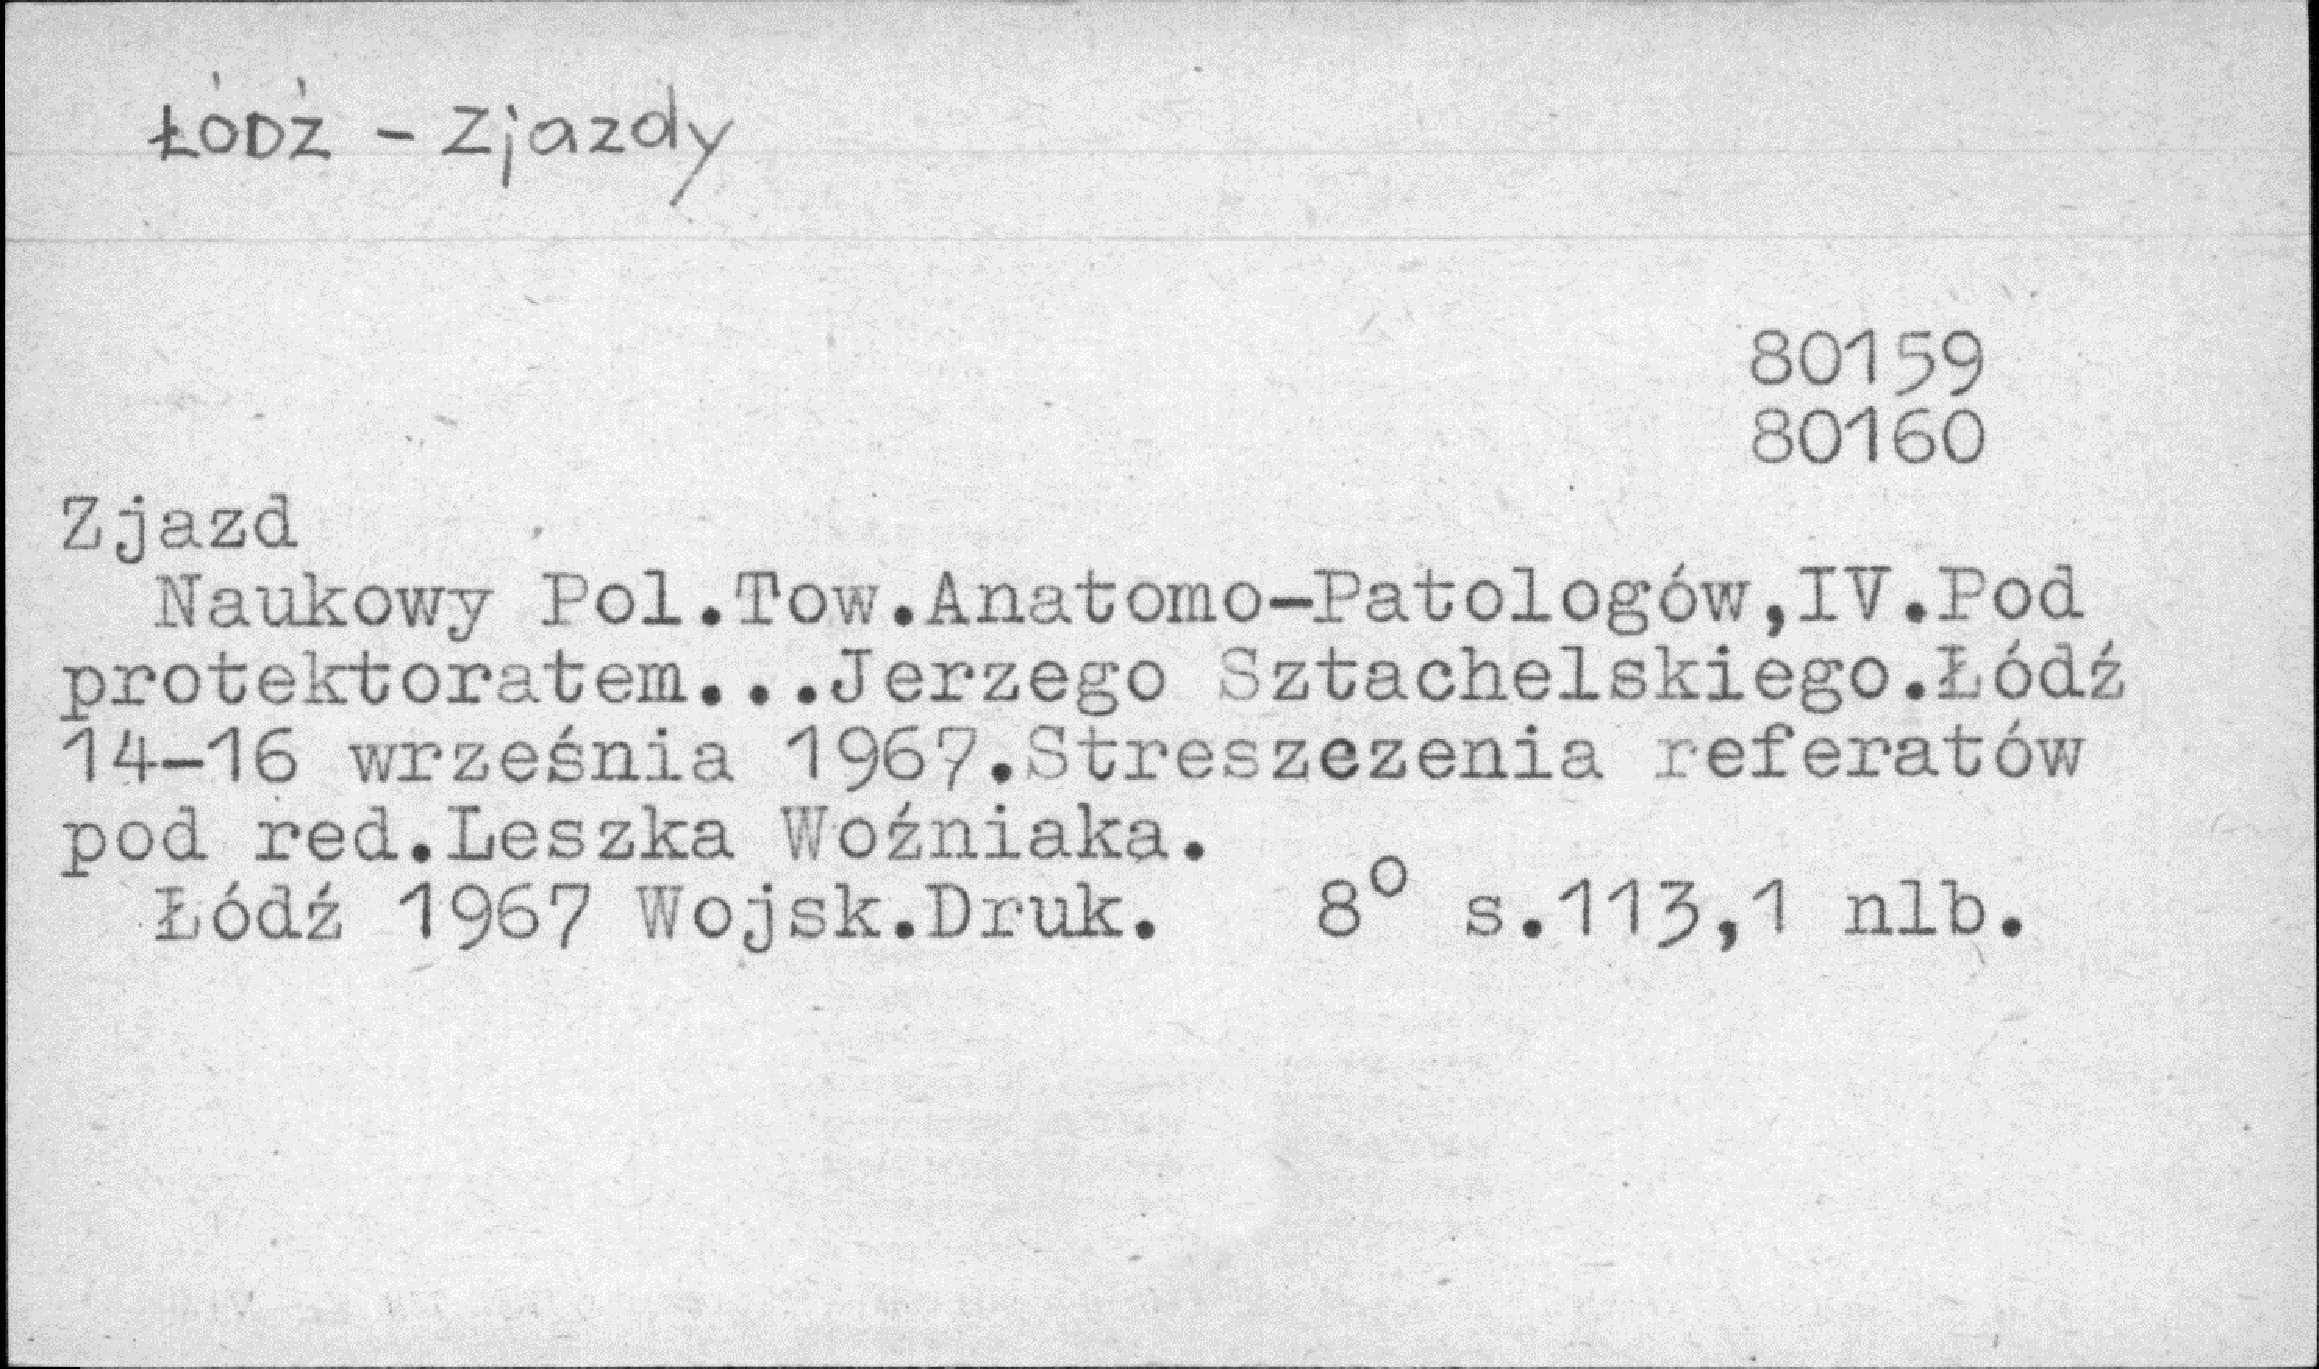 ŁÓDŹ - Zjazdy
80159
80160
Zjazd
Naukowy Pol.Tow.Anatomo-Patologów,IV.Pod
protektoratem...Jerzego Sztachelskiego.Łódź
14-16 września 1967.Streszczenia referatów
pod red.Leszka Woźniaka.
Łódź 1967 Wojsk.Druk. 8° s.113,1 nlb.